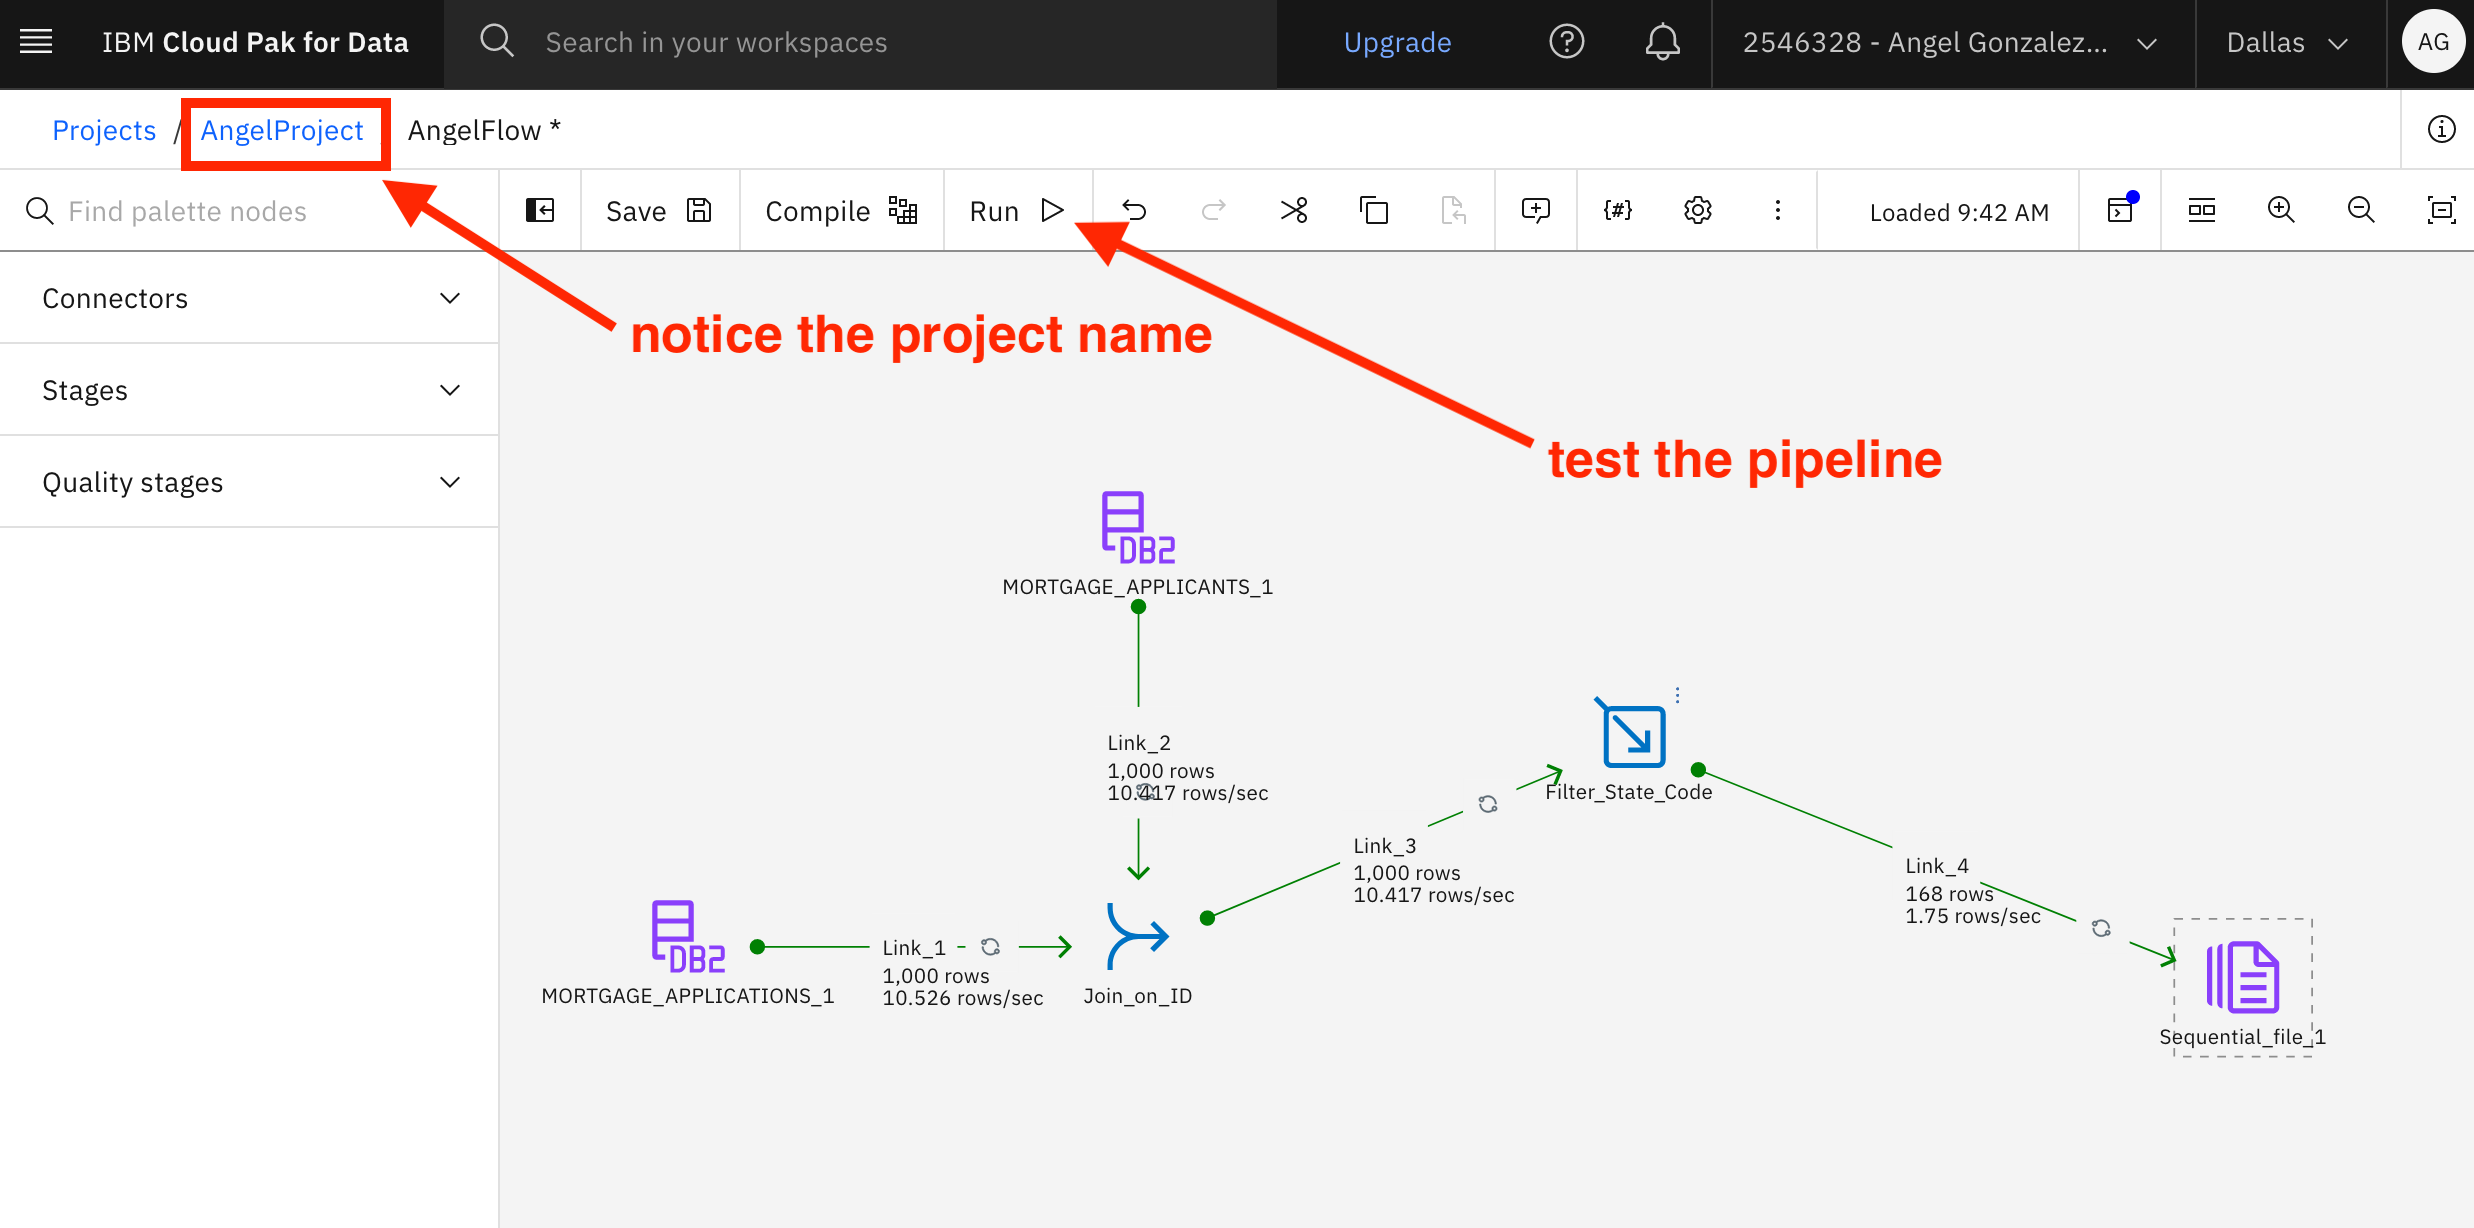 IBM Cloud Pak for Data
Search in your workspaces
Upgrade
2546328 - Angel Gonzalez...
Dallas
AG
Projects / AngelProject
AngelFlow *
Find palette nodes
Save
Compile
Run
{#}
Loaded 9:42 AM
Connectors
Stages
Quality stages
notice the project name
test the pipeline
DB2
MORTGAGE_APPLICANTS_1
Link_2
1,000 rows
10.417 rows/sec
Filter_State_Code
Link_3
1,000 rows
10.417 rows/sec
Link_4
168 rows
1.75 rows/sec
DB2
MORTGAGE_APPLICATIONS_1
Link_1
1,000 rows
10.526 rows/sec
Join_on_ID
Sequential_file_1